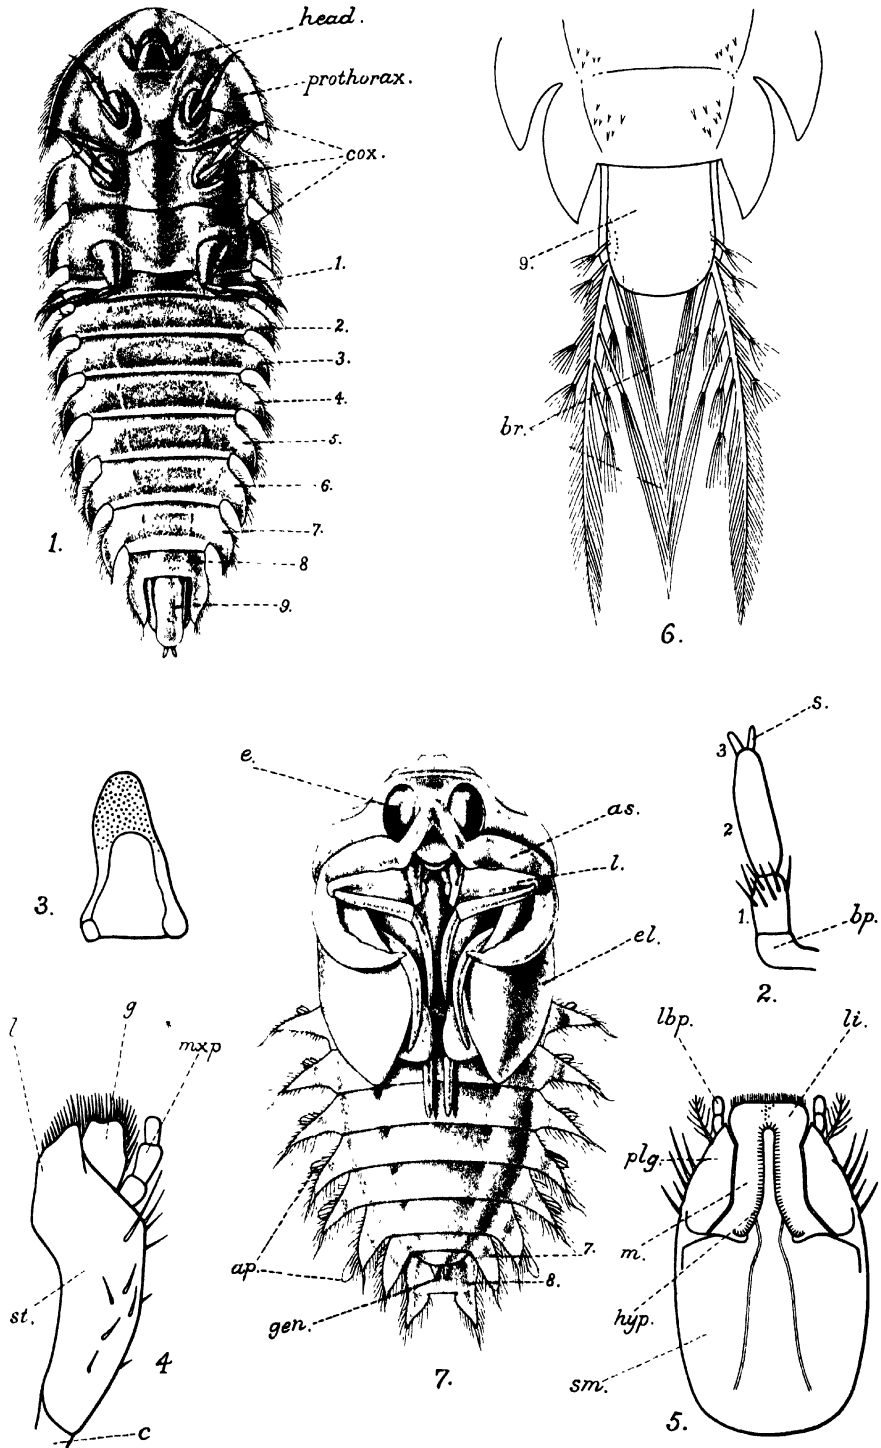 head.
prothorax.
cox.
1.
2.
3.
4.
5.
6.
7.
8
9.
1.
9.
br.
6.
3.
s.
3
2
1.
bp.
2.
e.
as.
l.
el.
ap.
gen.
7.
8.
7.
l
g
mxp
st.
c
4
lbp.
li.
plg.
m.
hyp.
sm.
5.